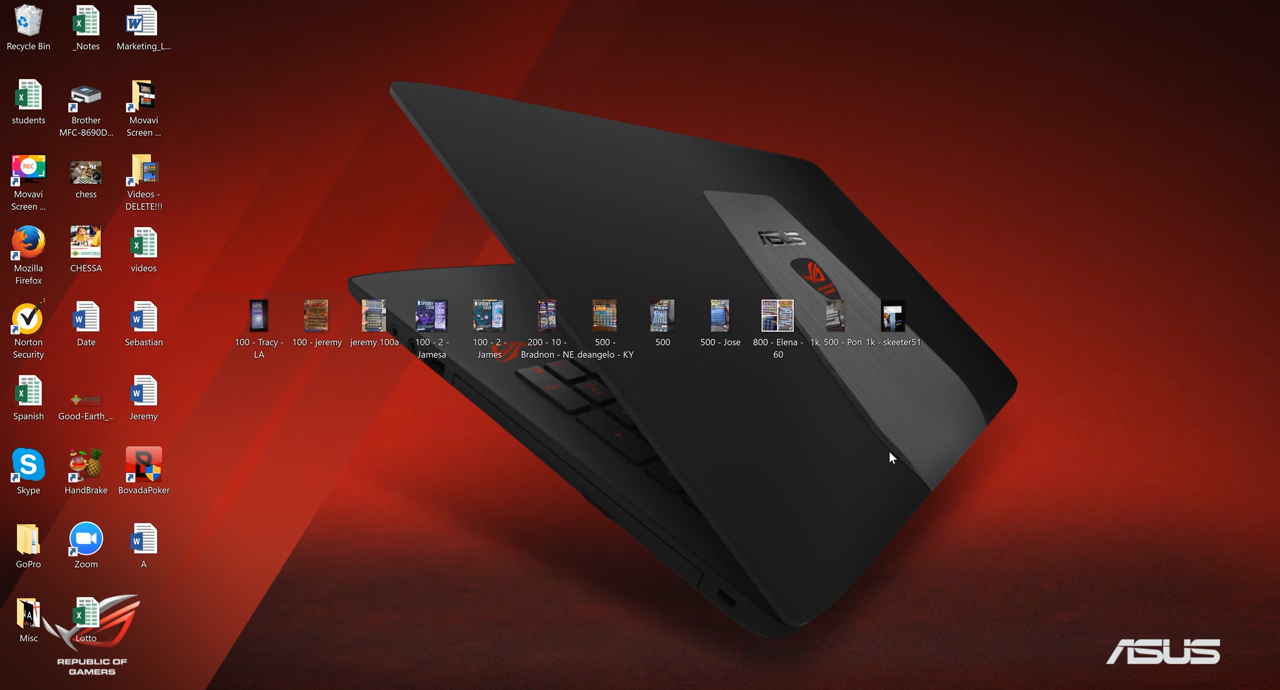 Recycle Bin
_Notes
Marketing_L...
students
Brother
MFC-8690D...
Movavi
Screen ...
Movavi
Screen ...
chess
Videos -
DELETE!!!
Mozilla
Firefox
CHESSA
videos
Norton
Security
Date
Sebastian
Spanish
Good-Earth_...
Jeremy
Skype
HandBrake
BovadaPoker
GoPro
Zoom
A
Misc
Lotto
REPUBLIC OF
GAMERS
100 - Tracy -
LA
100 - jeremy
jeremy 100a
100 - 2 -
Jamesa
100 - 2 -
James
200 - 10 -
Bradnon - NE
500 -
deangelo - KY
500
500 - Jose
800 - Elena -
60
1k, 500 - Pon
1k - skeeter51
ASUS
ASUS